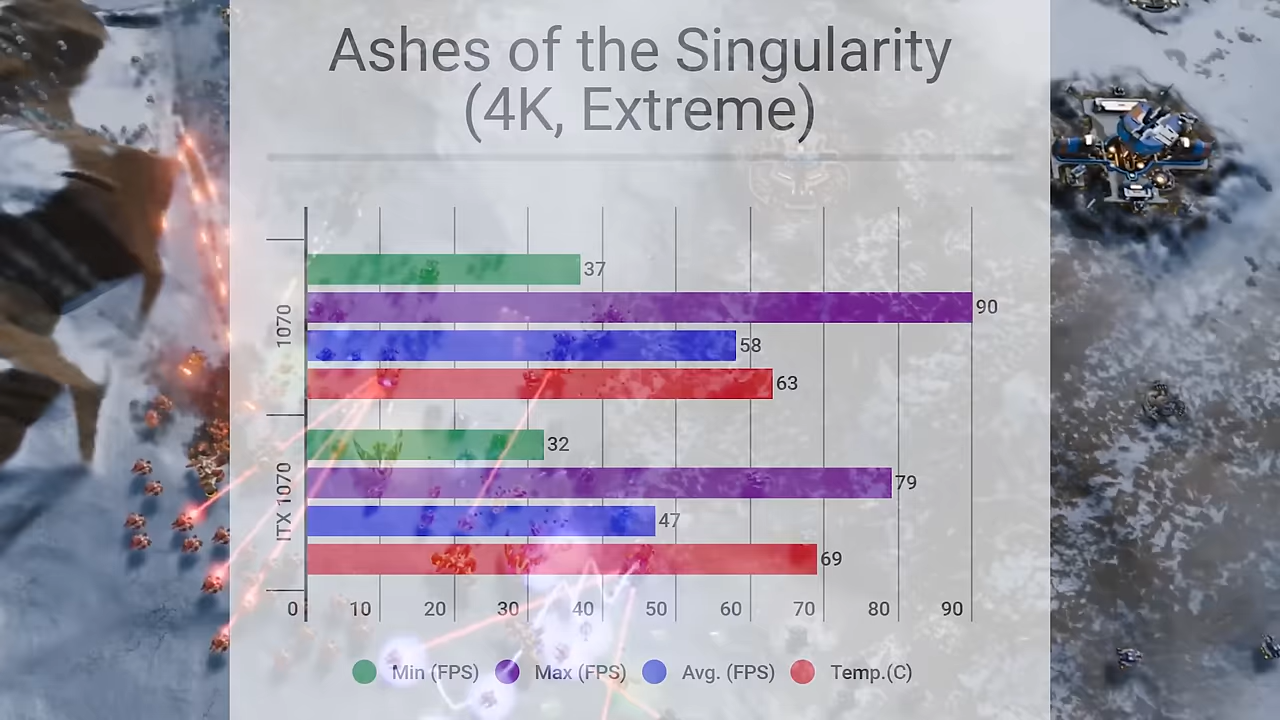 Ashes of the Singularity
(4K, Extreme)
1070
37
90
58
63
ITX 1070
32
79
47
69
0 10 20 30 40 50 60 70 80 90
Min (FPS) Max (FPS) Avg. (FPS) Temp.(C)